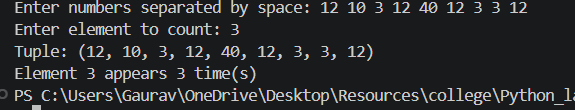 Enter numbers separated by space: 12 10 3 12 40 12 3 3 12
Enter element to count: 3
Tuple: (12, 10, 3, 12, 40, 12, 3, 3, 12)
Element 3 appears 3 time(s)
PS C:\Users\Gaurav\OneDrive\Desktop\Resources\college\Python_la